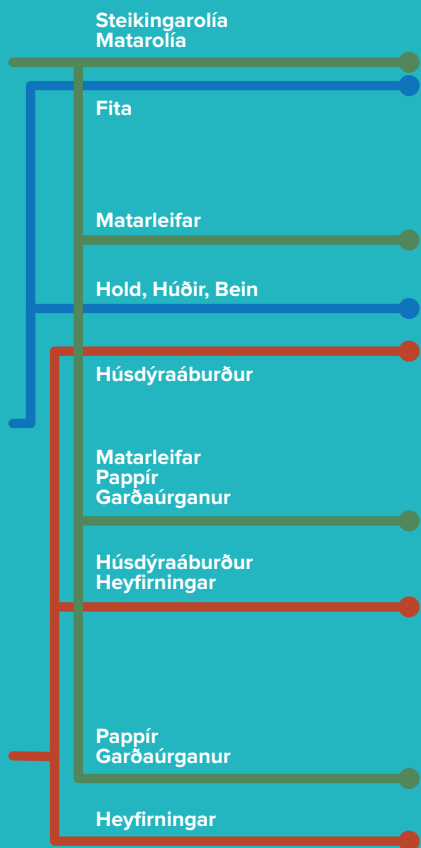 Steikingarolía
Matarolía
Fita
Matarleifar
Hold, Húðir, Bein
Húsdýraáburður
Matarleifar
Pappír
Garðaúrganur
Húsdýraáburður
Heyfirningar
Pappír
Garðaúrganur
Heyfirningar